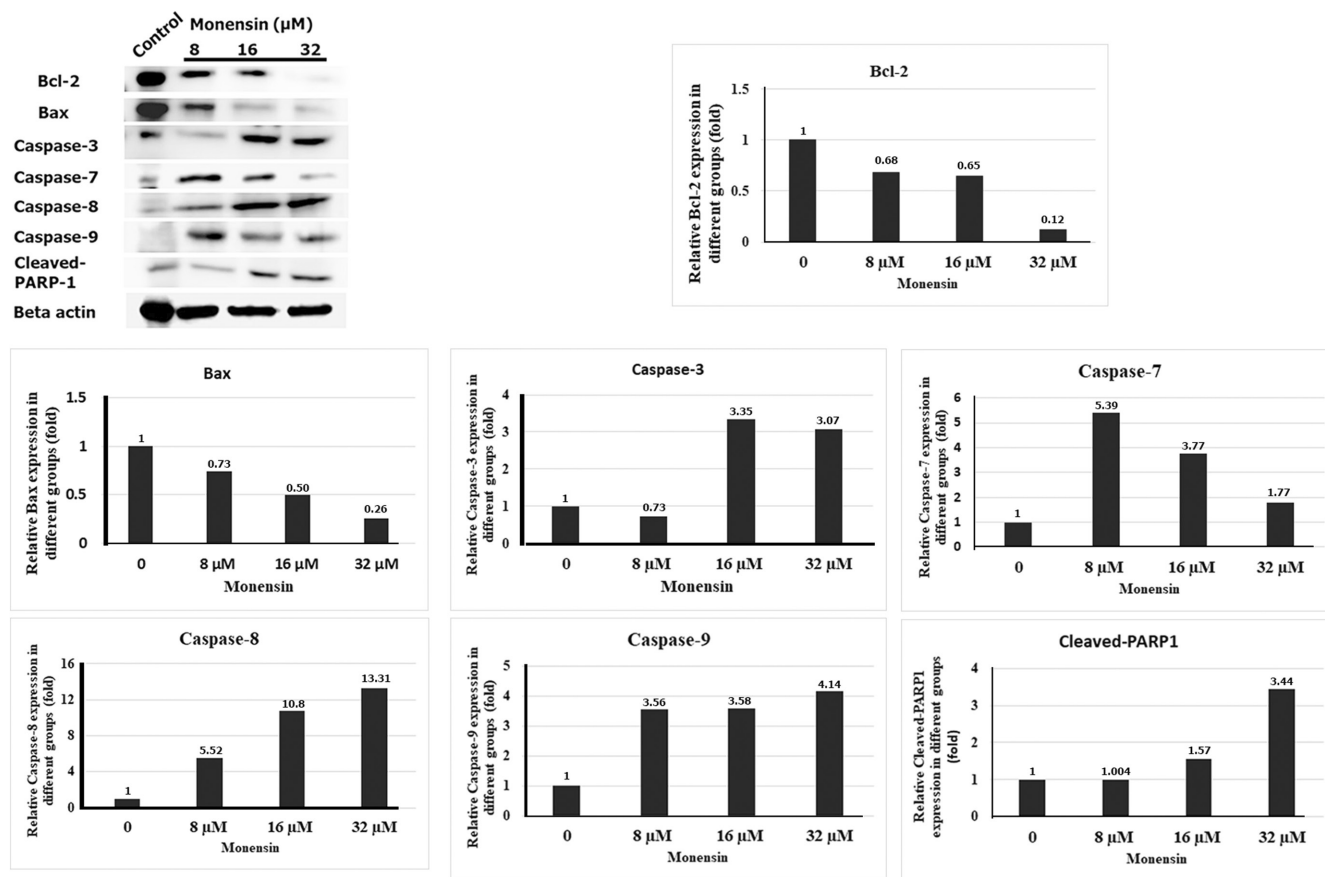 Control
Monensin (µM)
8 16 32
Bcl-2
Bax
Caspase-3
Caspase-7
Caspase-8
Caspase-9
Cleaved-
PARP-1
Beta actin
Bcl-2
Relative Bcl-2 expression in
different groups (fold)
1.5
1
0.5
0
1
0.68
0.65
0.12
0 8 µM 16 µM 32 µM
Monensin
Bax
Relative Bax expression in
different groups (fold)
1.5
1
0.5
0
1
0.73
0.50
0.26
0 8 µM 16 µM 32 µM
Monensin
Caspase-3
Relative Caspase-3 expression in
different groups (fold)
4
3
2
1
0
1
0.73
3.35
3.07
0 8 µM 16 µM 32 µM
Monensin
Caspase-7
Relative Caspase-7 expression in
different groups (fold)
6
5
4
3
2
1
0
1
5.39
3.77
1.77
0 8 µM 16 µM 32 µM
Monensin
Caspase-8
Relative Caspase-8 expression in
different groups (fold)
16
12
8
4
0
1
5.52
10.8
13.31
0 8 µM 16 µM 32 µM
Monensin
Caspase-9
Relative Caspase-9 expression in
different groups (fold)
5
4
3
2
1
0
1
3.56
3.58
4.14
0 8 µM 16 µM 32 µM
Monensin
Cleaved-PARP1
Relative Cleaved-PARP1
expression in different groups
(fold)
4
3
2
1
0
1
1.004
1.57
3.44
0 8 µM 16 µM 32 µM
Monensin